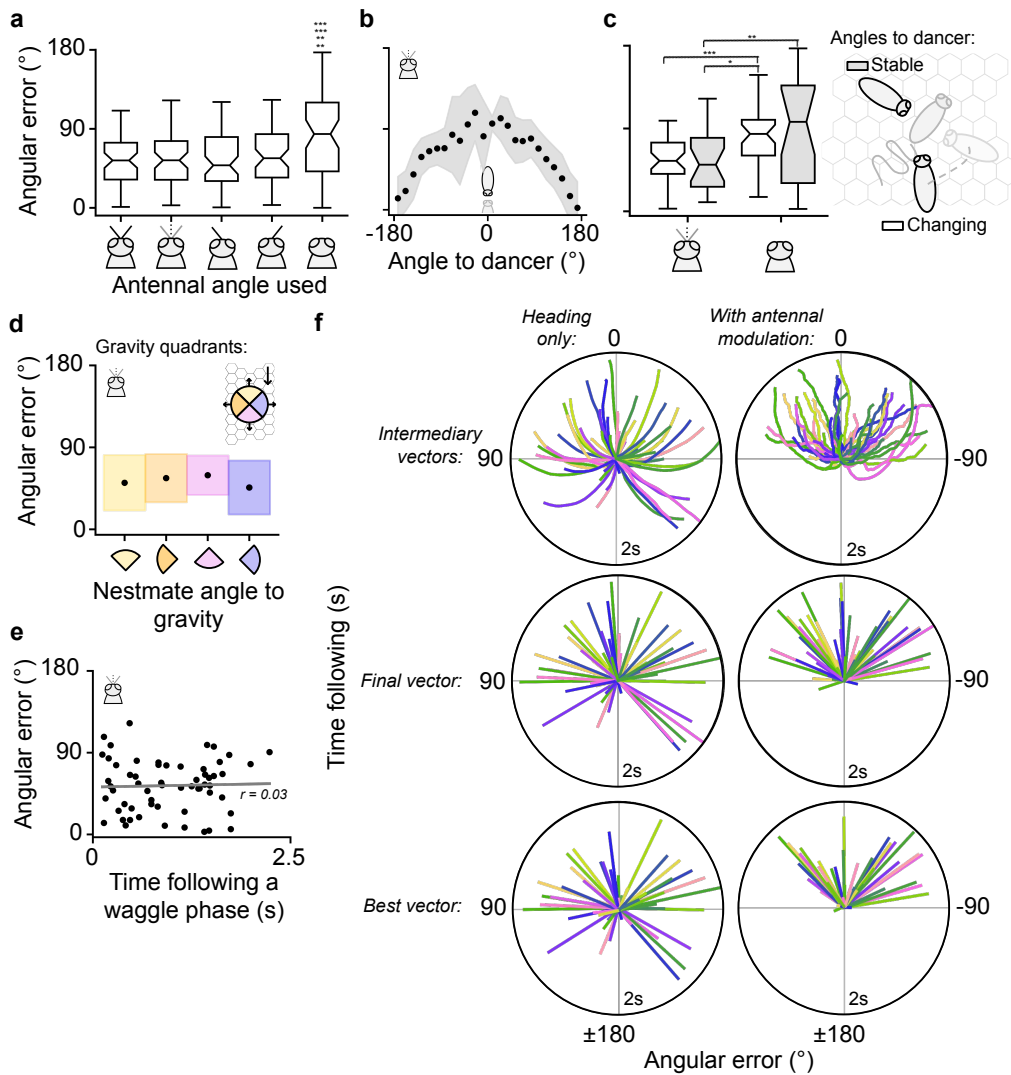 a
Angular error (°)
180
90
0
***
***
**
**
Antennal angle used
b
-180
0
180
Angle to dancer (°)
c
***
**
*
Angles to dancer:
Stable
Changing
d
Gravity quadrants:
Angular error (°)
180
90
0
Nestmate angle to
gravity
e
Angular error (°)
180
90
0
r = 0.03
0
2.5
Time following a
waggle phase (s)
f
Heading
only:
With antennal
modulation:
0
0
Intermediary
vectors:
90
-90
2s
2s
Time following (s)
Final vector:
90
-90
2s
2s
Best vector:
90
-90
2s
2s
±180
±180
Angular error (°)